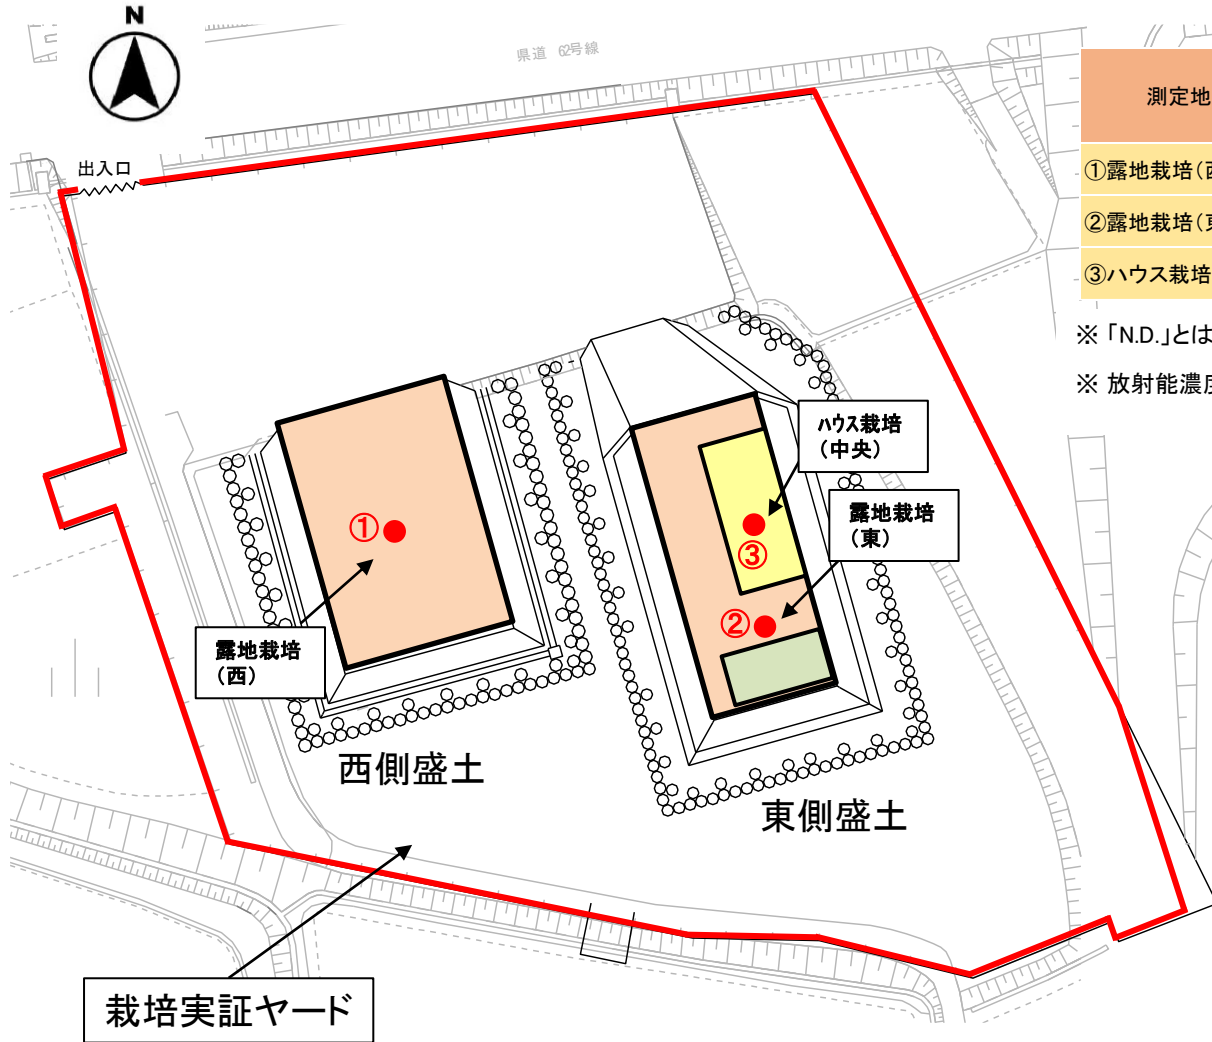 N
県道 62号線
出入口
測定地
①露地栽培(西
②露地栽培(東
③ハウス栽培
※ 「N.D.」とは
※ 放射能濃度
ハウス栽培
(中央)
露地栽培
(東)
①
③
②
露地栽培
(西)
西側盛土
東側盛土
栽培実証ヤード